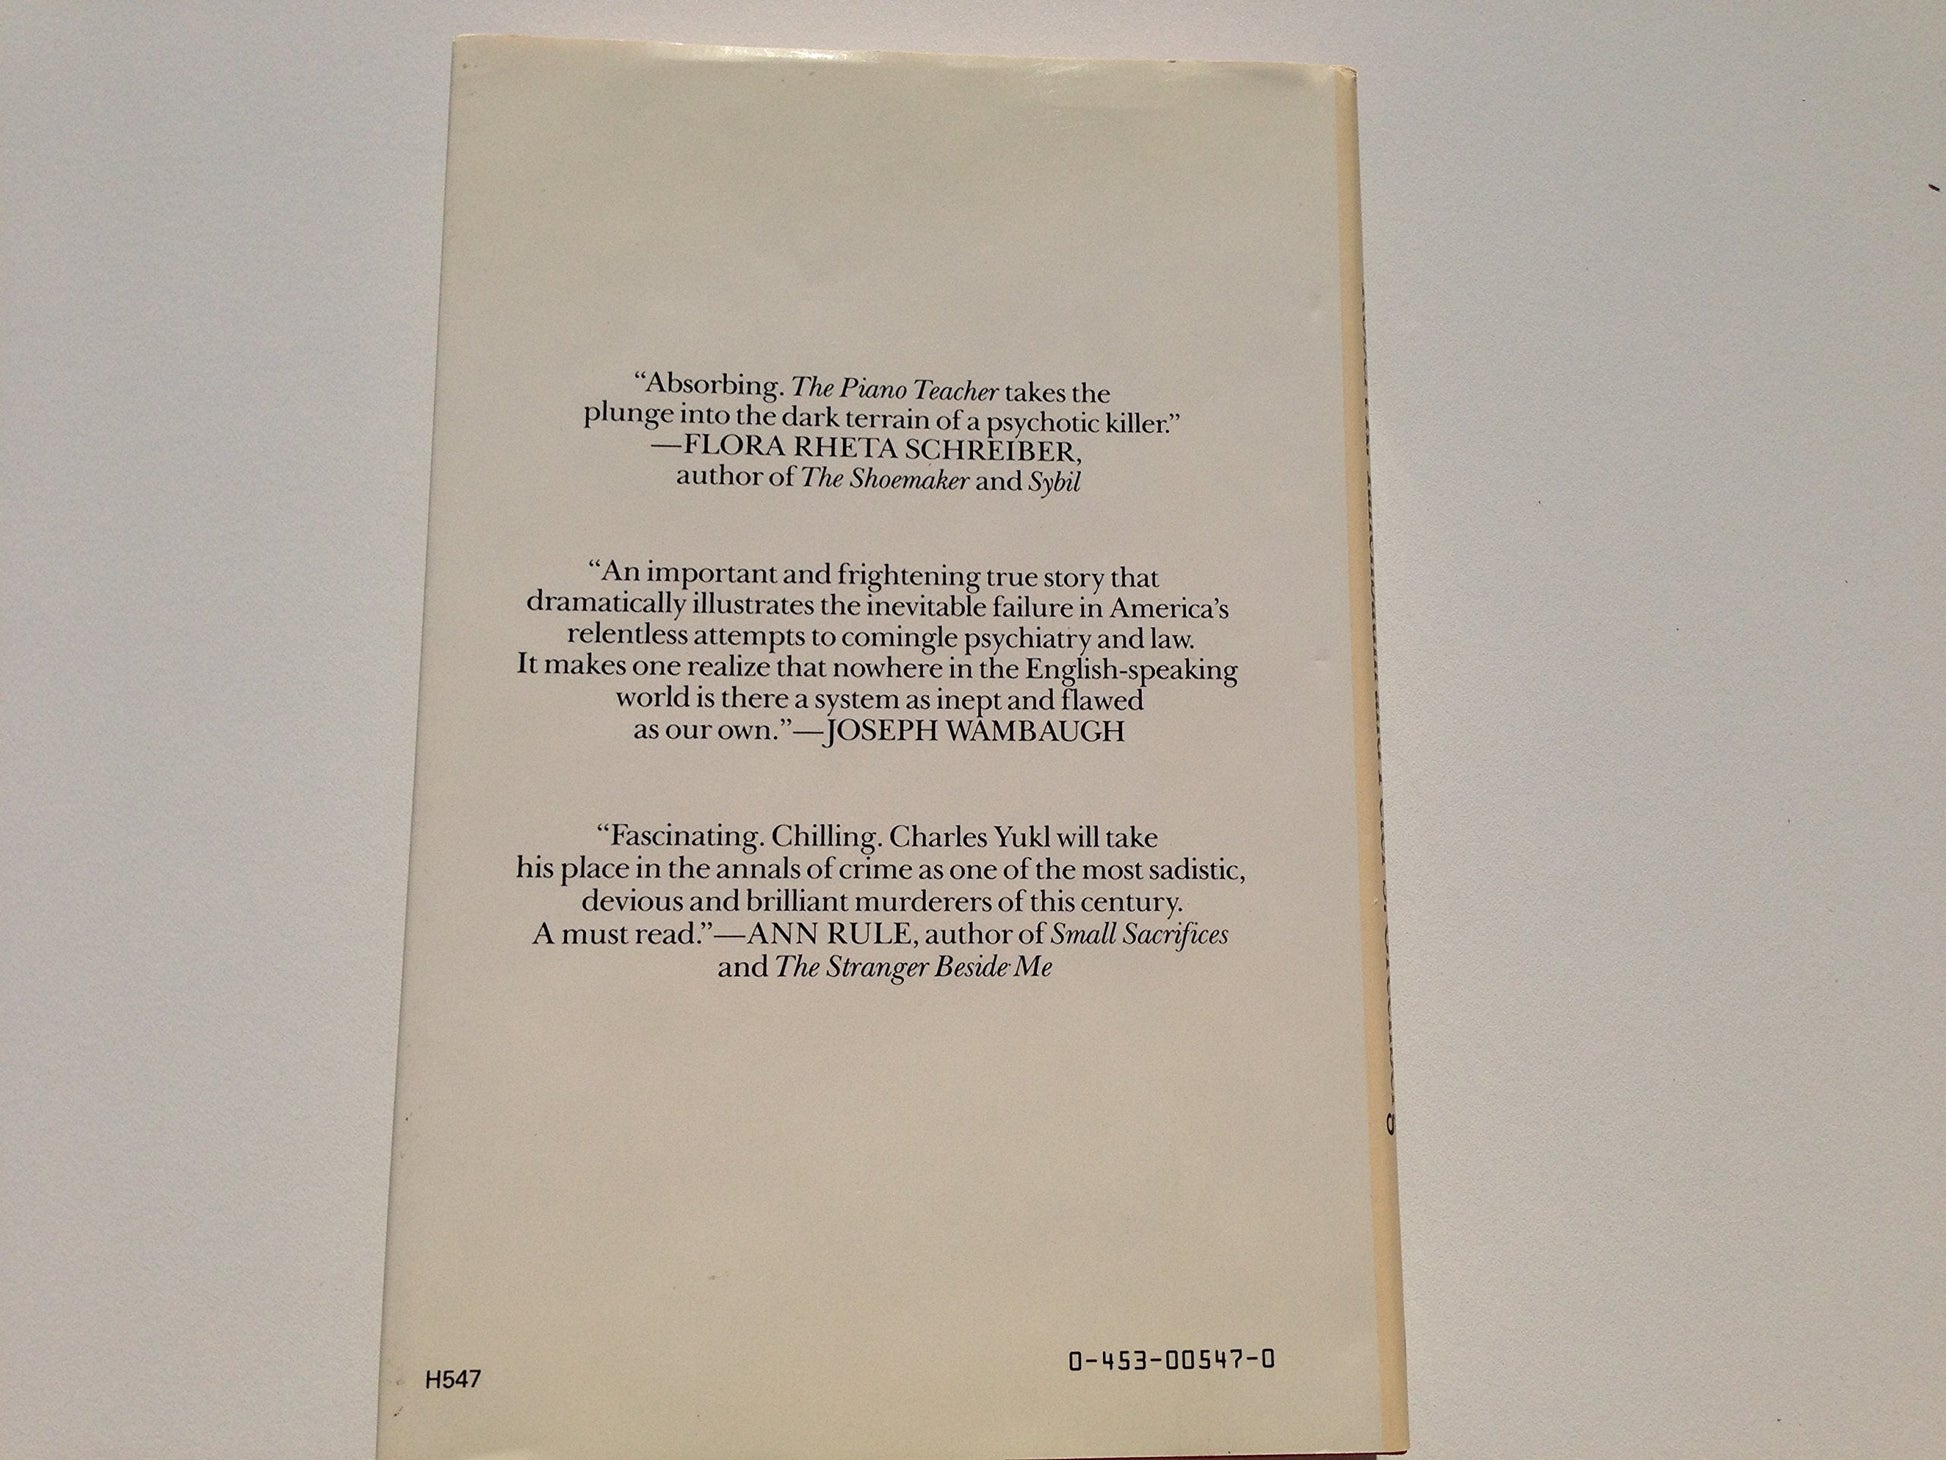 “Absorbing. The Piano Teacher takes the
plunge into the dark terrain of a psychotic killer.”
—FLORA RHETA SCHREIBER,
author of The Shoemaker and Sybil
“An important and frightening true story that
dramatically illustrates the inevitable failure in America’s
relentless attempts to comingle psychiatry and law.
It makes one realize that nowhere in the English-speaking
world is there a system as inept and flawed
as our own.”—JOSEPH WAMBAUGH
“Fascinating. Chilling. Charles Yukl will take
his place in the annals of crime as one of the most sadistic,
devious and brilliant murderers of this century.
A must read.”—ANN RULE, author of Small Sacrifices
and The Stranger Beside Me
H547
0-453-00547-0